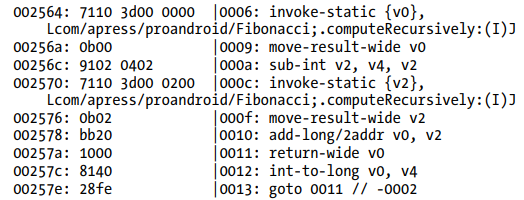 002564: 7110 3d00 0000 |0006: invoke-static {v0},
Lcom/apress/proandroid/Fibonacci;.computeRecursively:(I)J
00256a: 0b00 |0009: move-result-wide v0
00256c: 9102 0402 |000a: sub-int v2, v4, v2
002570: 7110 3d00 0200 |000c: invoke-static {v2},
Lcom/apress/proandroid/Fibonacci;.computeRecursively:(I)J
002576: 0b02 |000f: move-result-wide v2
002578: bb20 |0010: add-long/2addr v0, v2
00257a: 1000 |0011: return-wide v0
00257c: 8140 |0012: int-to-long v0, v4
00257e: 28fe |0013: goto 0011 // -0002